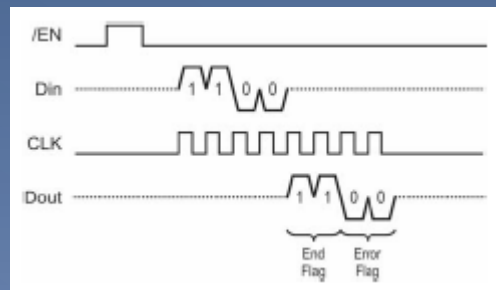 /EN
Din
1 1 0 0
CLK
Dout
1 1 0 0
End Error
Flag Flag